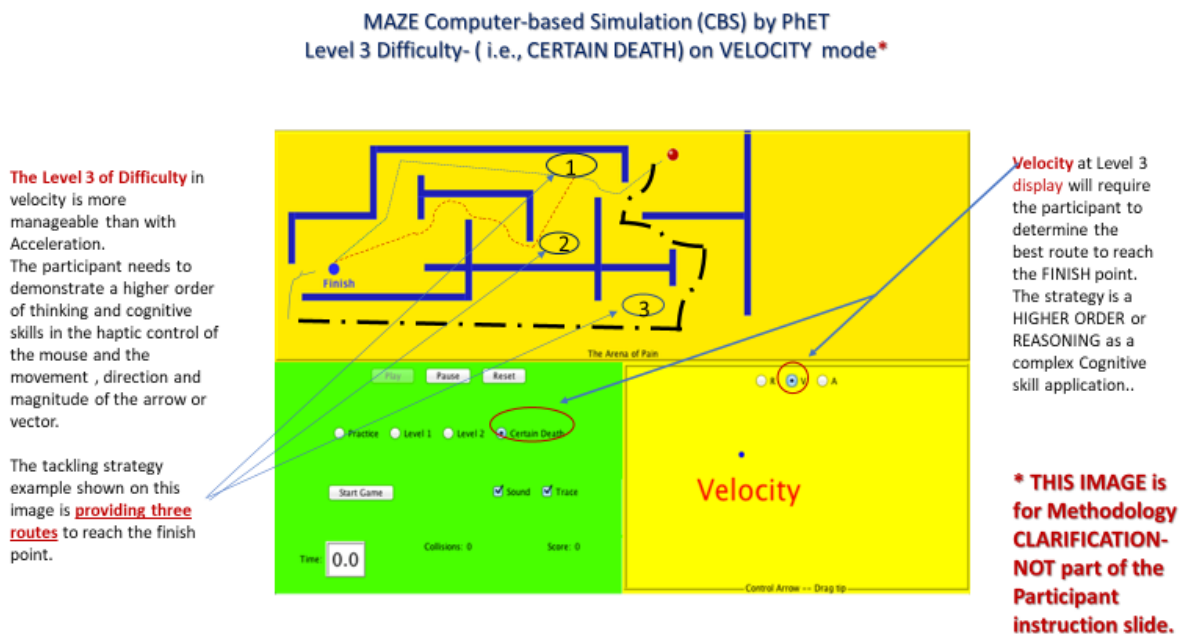 MAZE Computer-based Simulation (CBS) by PhET
Level 3 Difficulty- ( i.e., CERTAIN DEATH) on VELOCITY mode*
The Level 3 of Difficulty in
velocity is more
manageable than with
Acceleration.
The participant needs to
demonstrate a higher order
of thinking and cognitive
skills in the haptic control of
the mouse and the
movement , direction and
magnitude of the arrow or
vector.
The tackling strategy
example shown on this
image is providing three
routes to reach the finish
point.
1
2
3
Finish
The Arena of Pain
Play Pause Reset
Practice Level 1 Level 2 Certain Death
Start Game Sound Trace
Time: 0.0 Collisions: 0 Score: 0
R V A
Velocity
Control Arrow -- Drag tip
Velocity at Level 3
display will require
the participant to
determine the
best route to reach
the FINISH point.
The strategy is a
HIGHER ORDER or
REASONING as a
complex Cognitive
skill application..
* THIS IMAGE is
for Methodology
CLARIFICATION-
NOT part of the
Participant
instruction slide.